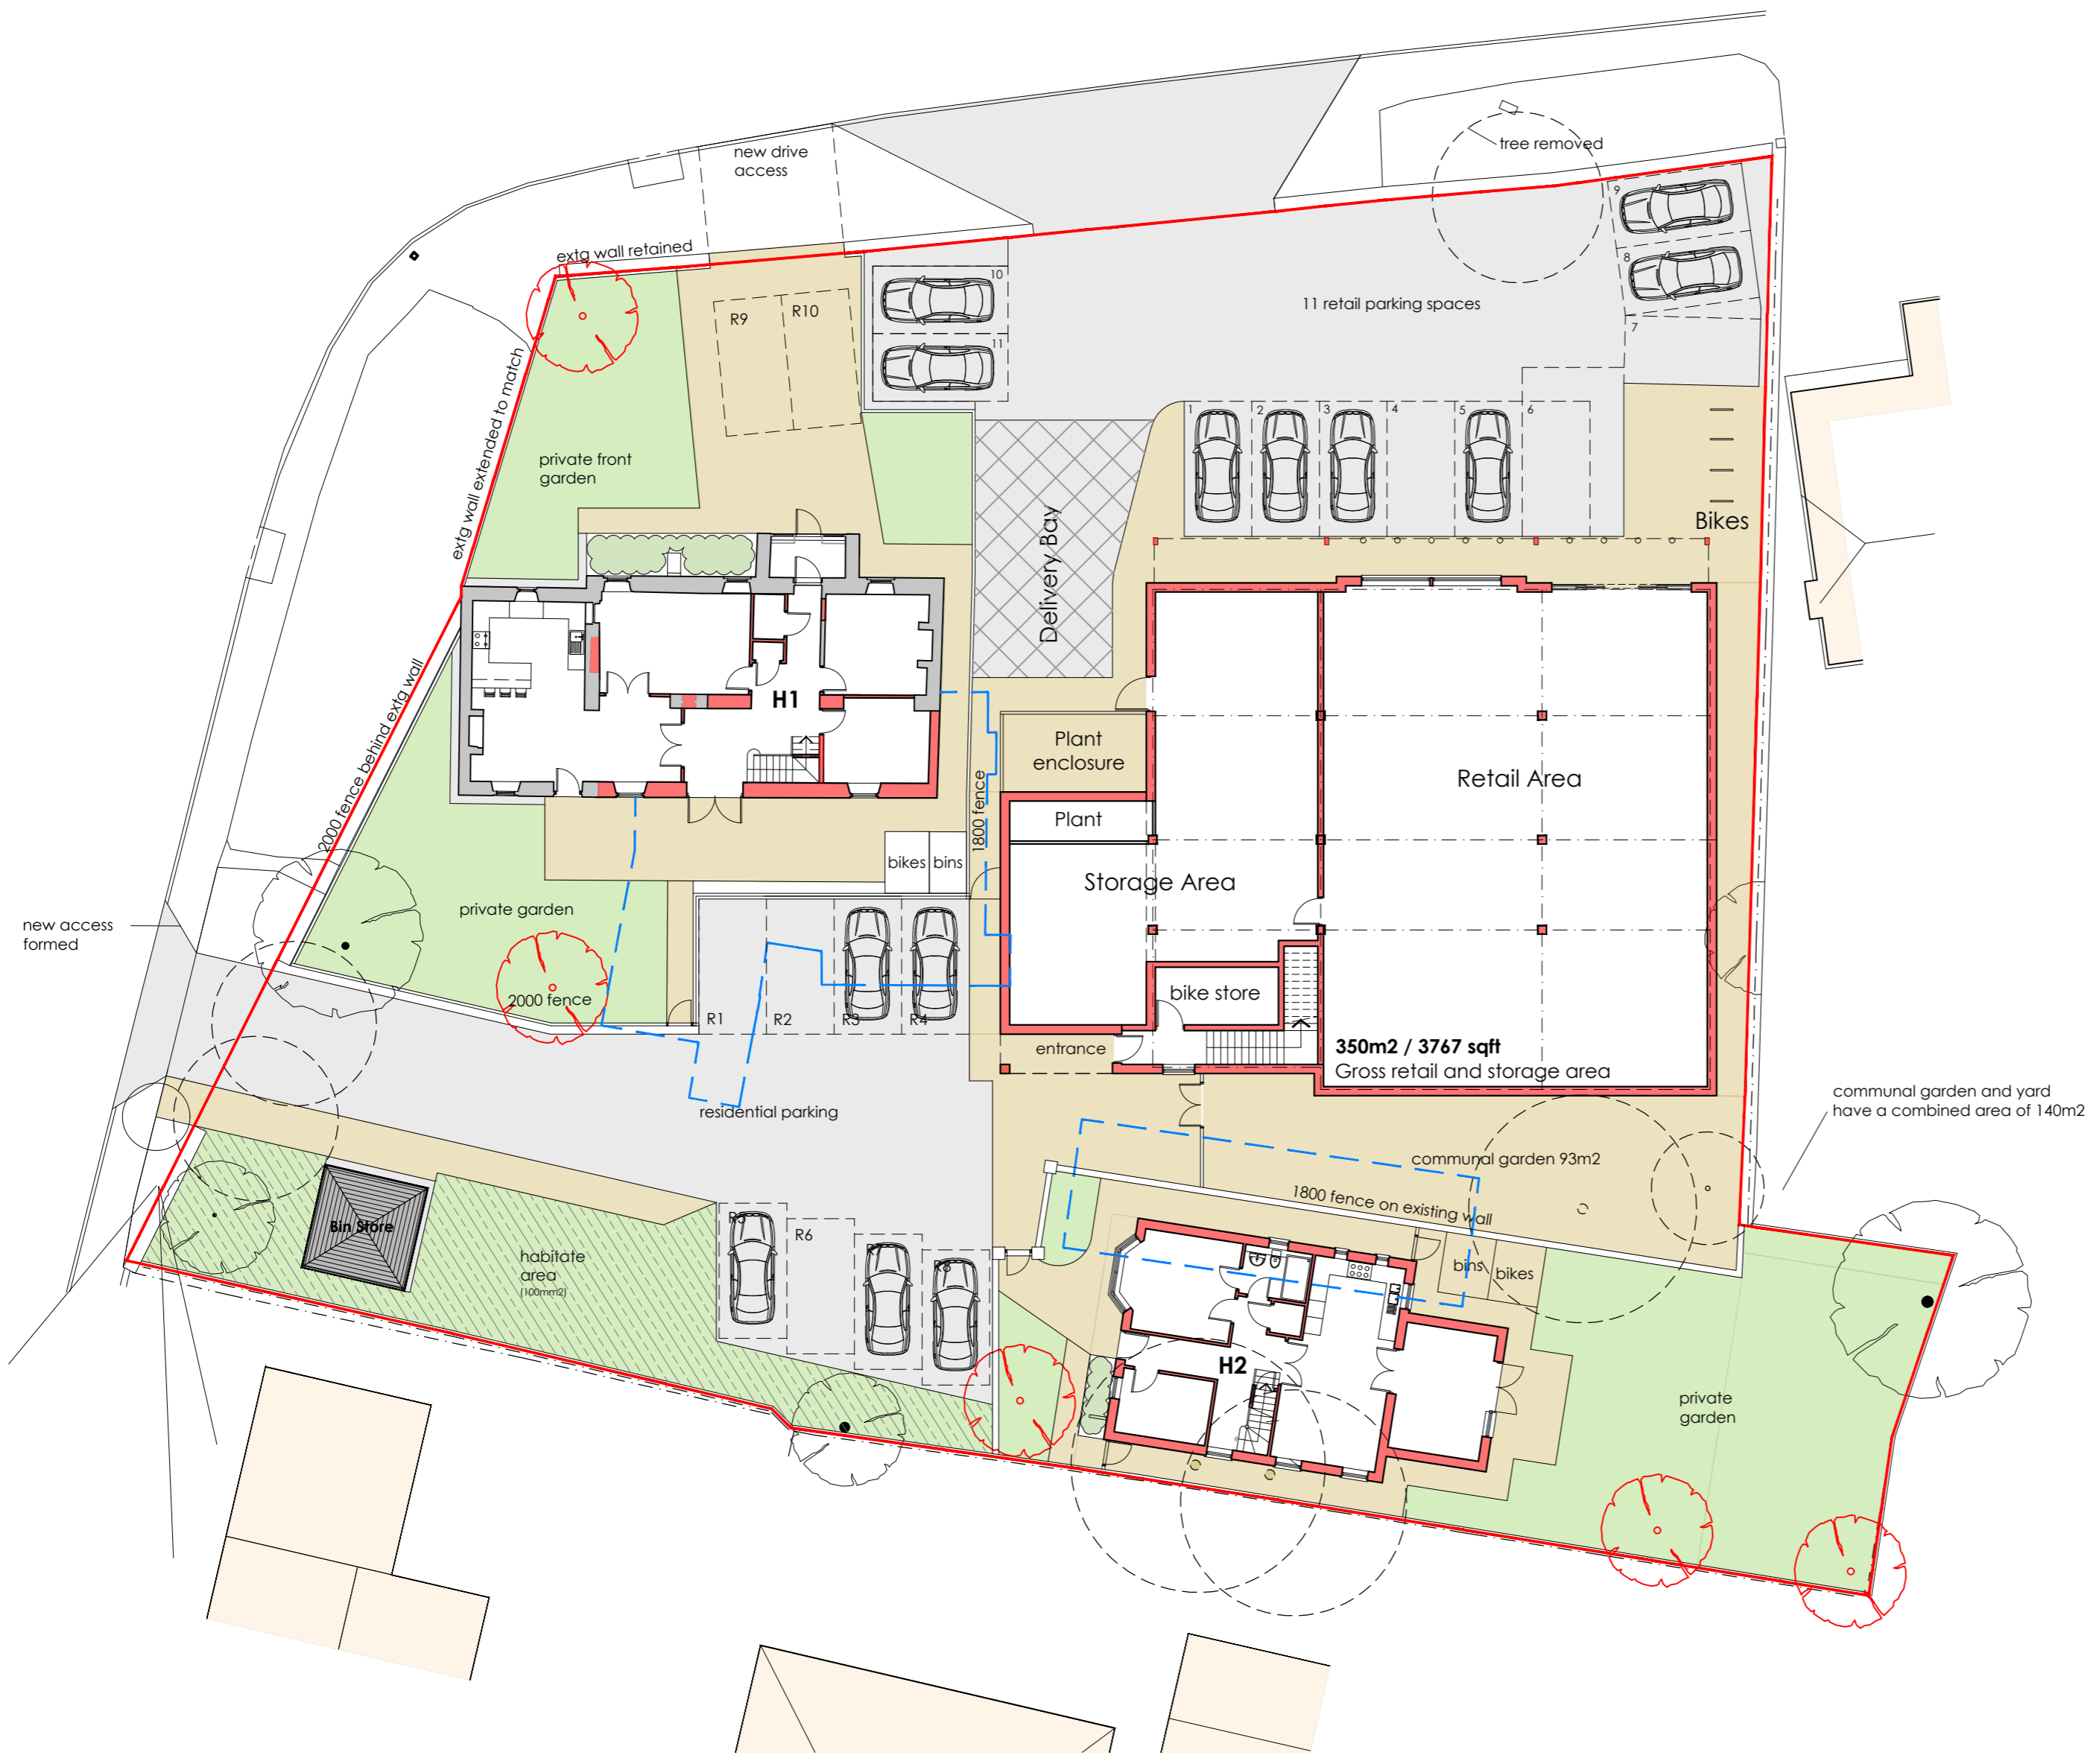 new drive
access
tree removed
extg wall retained
9
8
7
10
11
11 retail parking spaces
R9
R10
extg wall extended to match
private front
garden
1
2
3
4
5
6
Bikes
Delivery Bay
H1
2000 fence behind extg wall
Plant
enclosure
Retail Area
1800 fence
Plant
bikes
bins
Storage Area
private garden
new access
formed
2000 fence
R1
R2
R3
R4
bike store
entrance
350m2 / 3767 sqft
Gross retail and storage area
residential parking
communal garden and yard
have a combined area of 140m2
communal garden 93m2
1800 fence on existing wall
Bin Store
R5
R6
R8
habitate
area
(100mm2)
bins
bikes
H2
private
garden